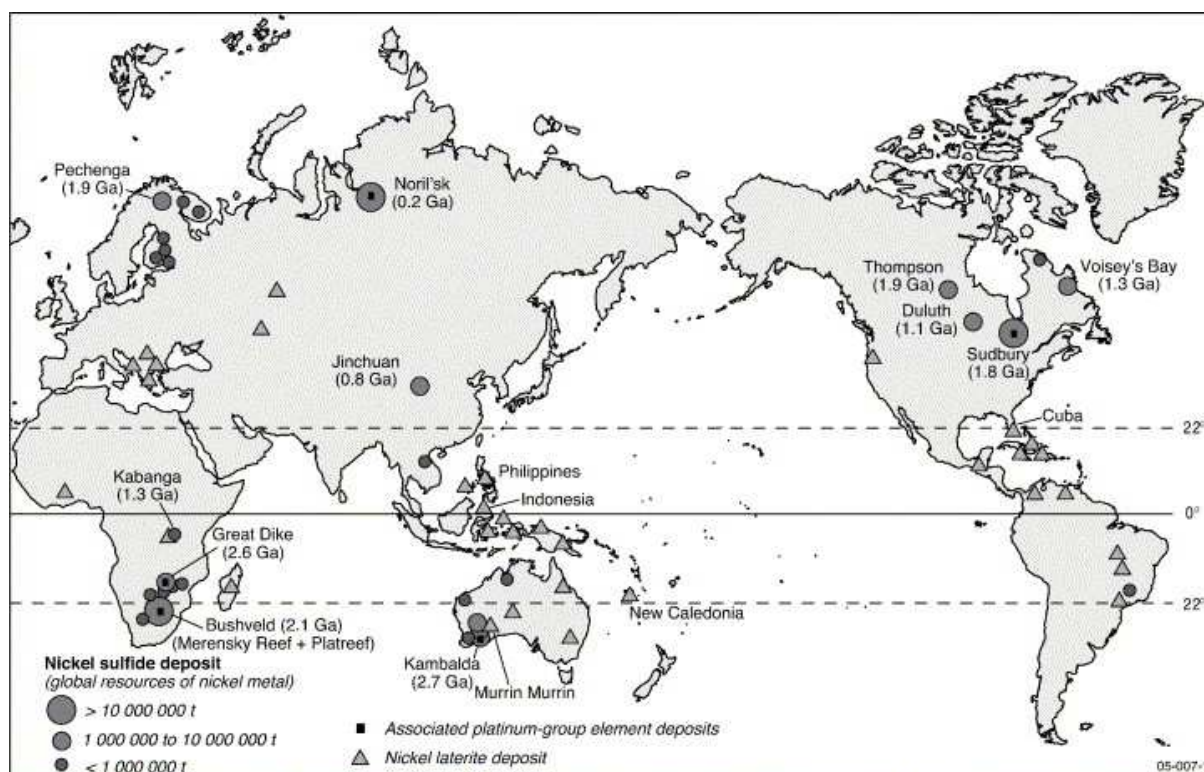 Pechenga
(1.9 Ga)
Noril'sk
(0.2 Ga)
Thompson
(1.9 Ga)
Voisey's Bay
(1.3 Ga)
Duluth
(1.1 Ga)
Sudbury
(1.8 Ga)
Jinchuan
(0.8 Ga)
Cuba
22°
Kabanga
(1.3 Ga)
Philippines
Indonesia
0°
Great Dike
(2.6 Ga)
New Caledonia
22°
Bushveld (2.1 Ga)
(Merensky Reef + Platreef)
Kambalda
(2.7 Ga)
Murrin Murrin
Nickel sulfide deposit
(global resources of nickel metal)
> 10 000 000 t
1 000 000 to 10 000 000 t
< 1 000 000 t
Associated platinum-group element deposits
Nickel laterite deposit
05-007-